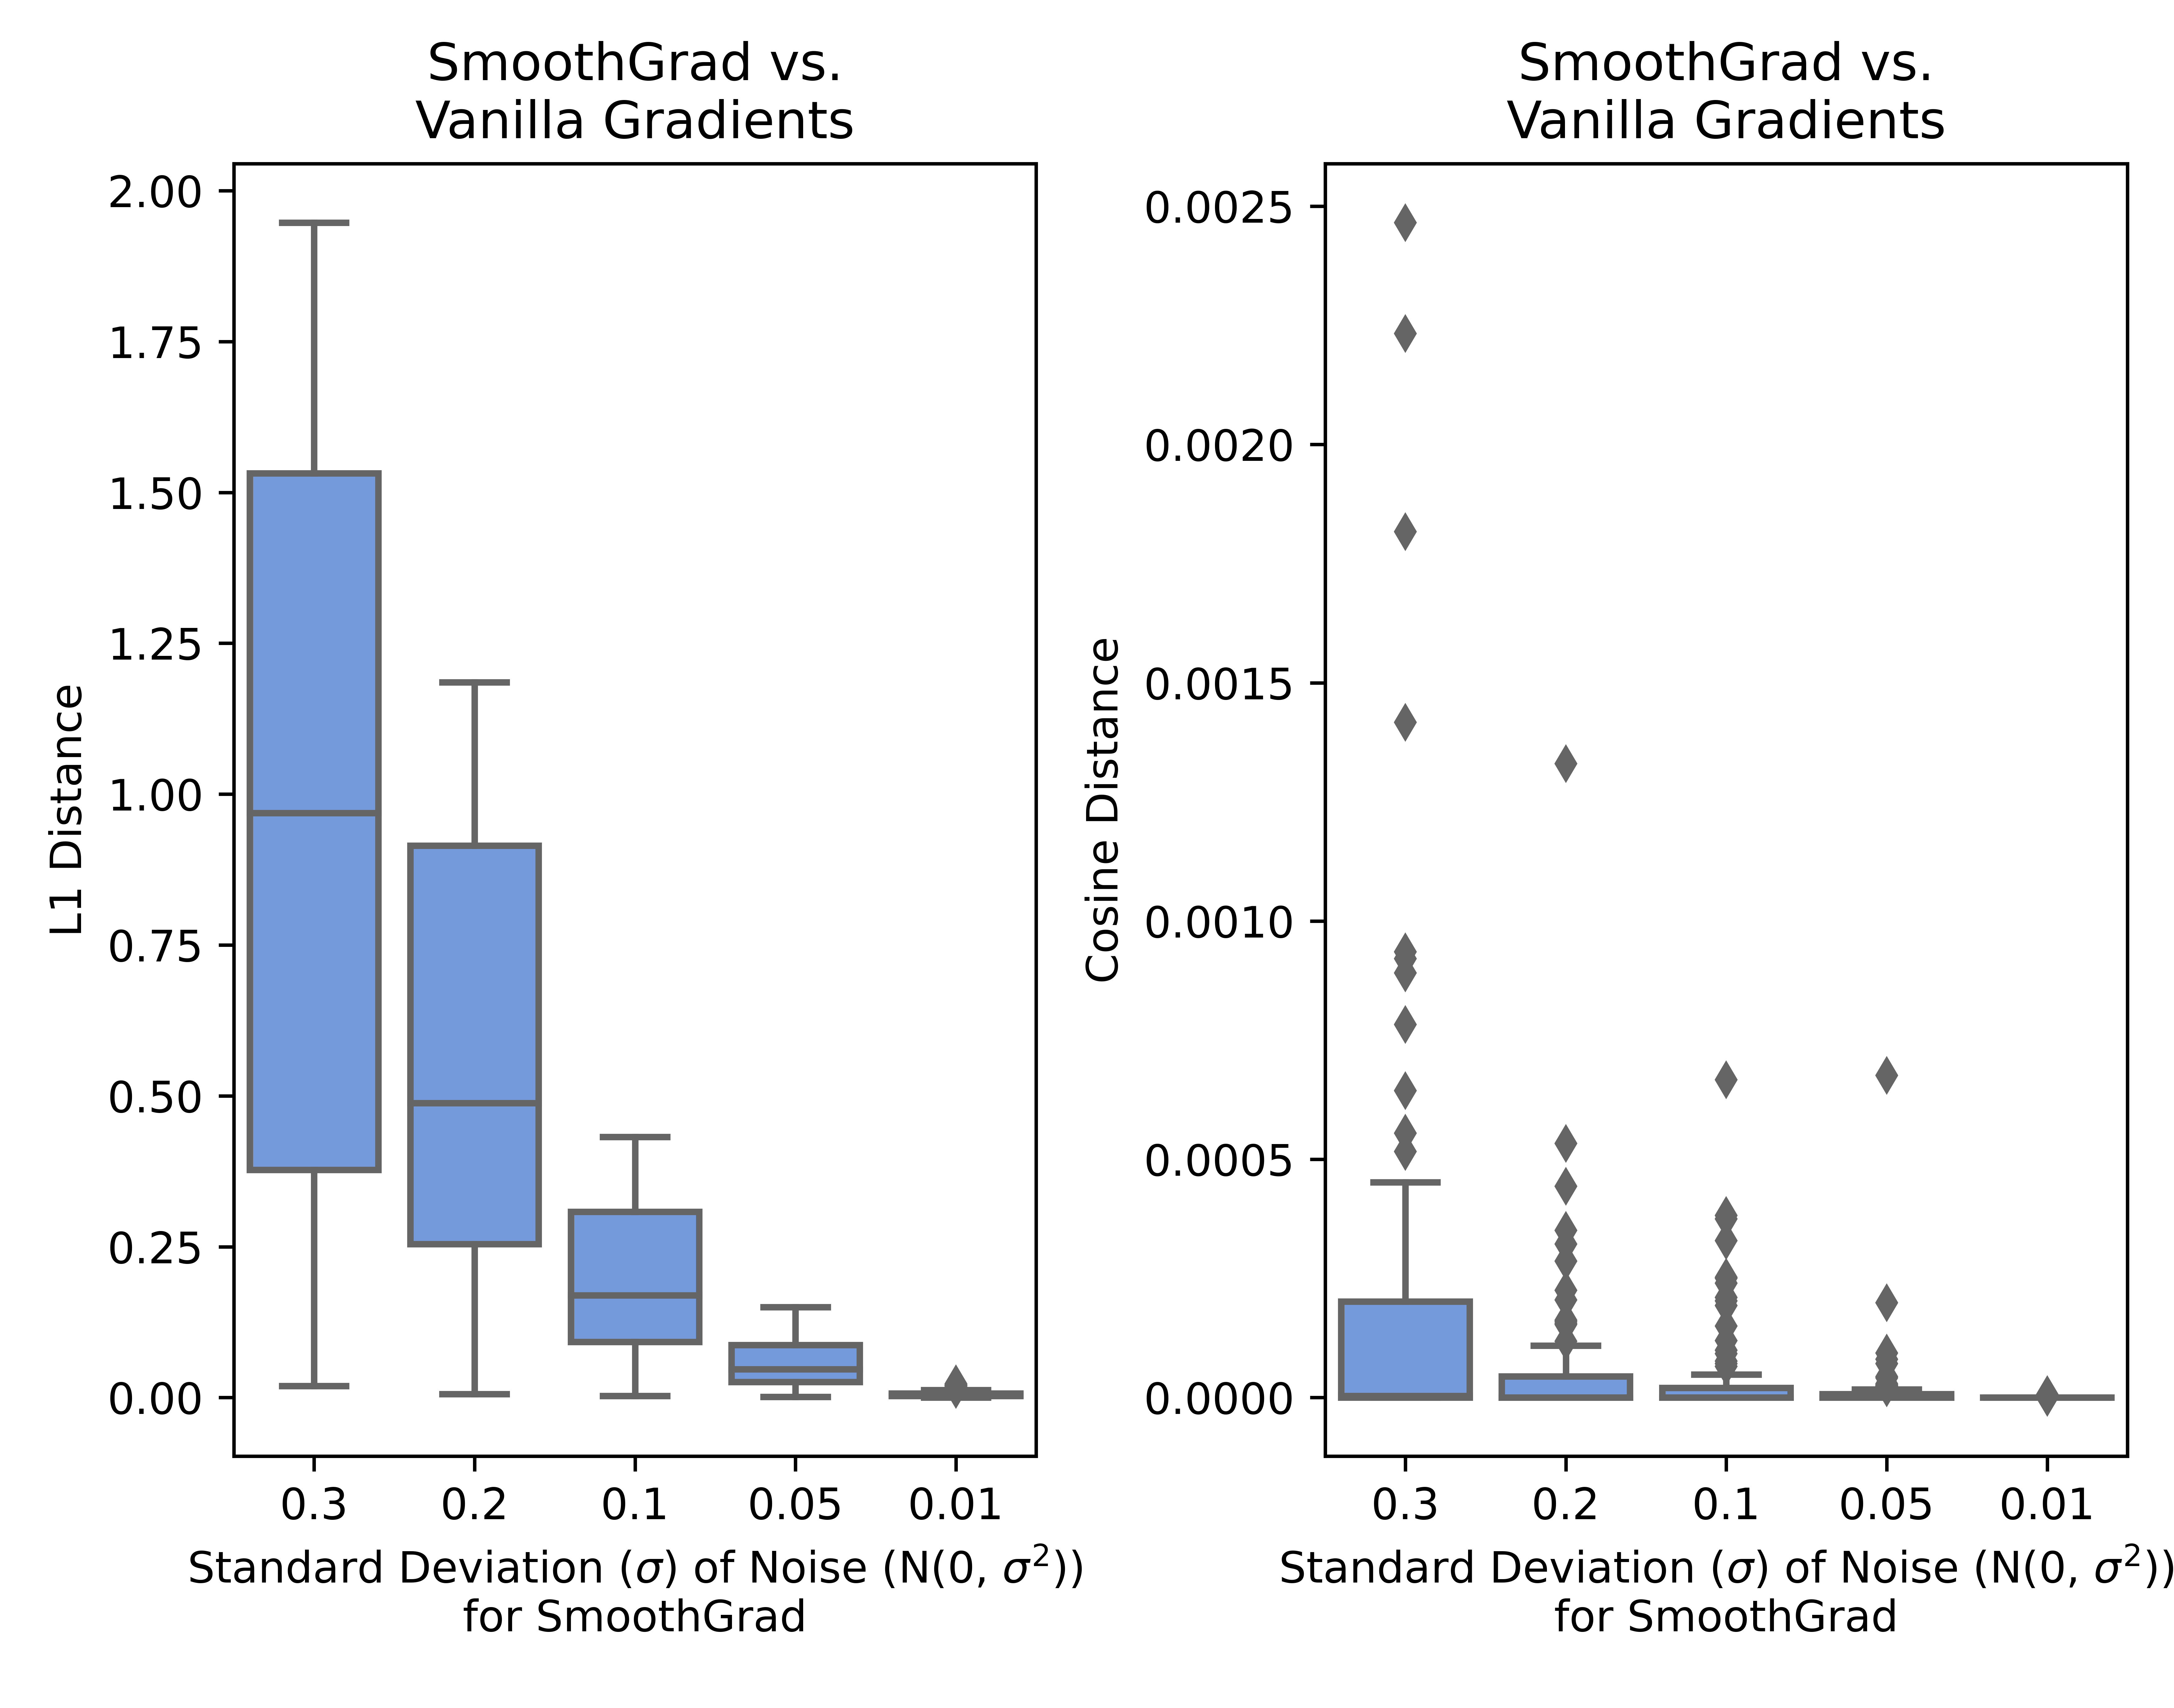 SmoothGrad vs.
Vanilla Gradients
2.00
1.75
1.50
1.25
1.00
0.75
0.50
0.25
0.00
L1 Distance
0.3 0.2 0.1 0.05 0.01
Standard Deviation (σ) of Noise (N(0, σ²))
for SmoothGrad
SmoothGrad vs.
Vanilla Gradients
0.0025
0.0020
0.0015
0.0010
0.0005
0.0000
Cosine Distance
0.3 0.2 0.1 0.05 0.01
Standard Deviation (σ) of Noise (N(0, σ²))
for SmoothGrad